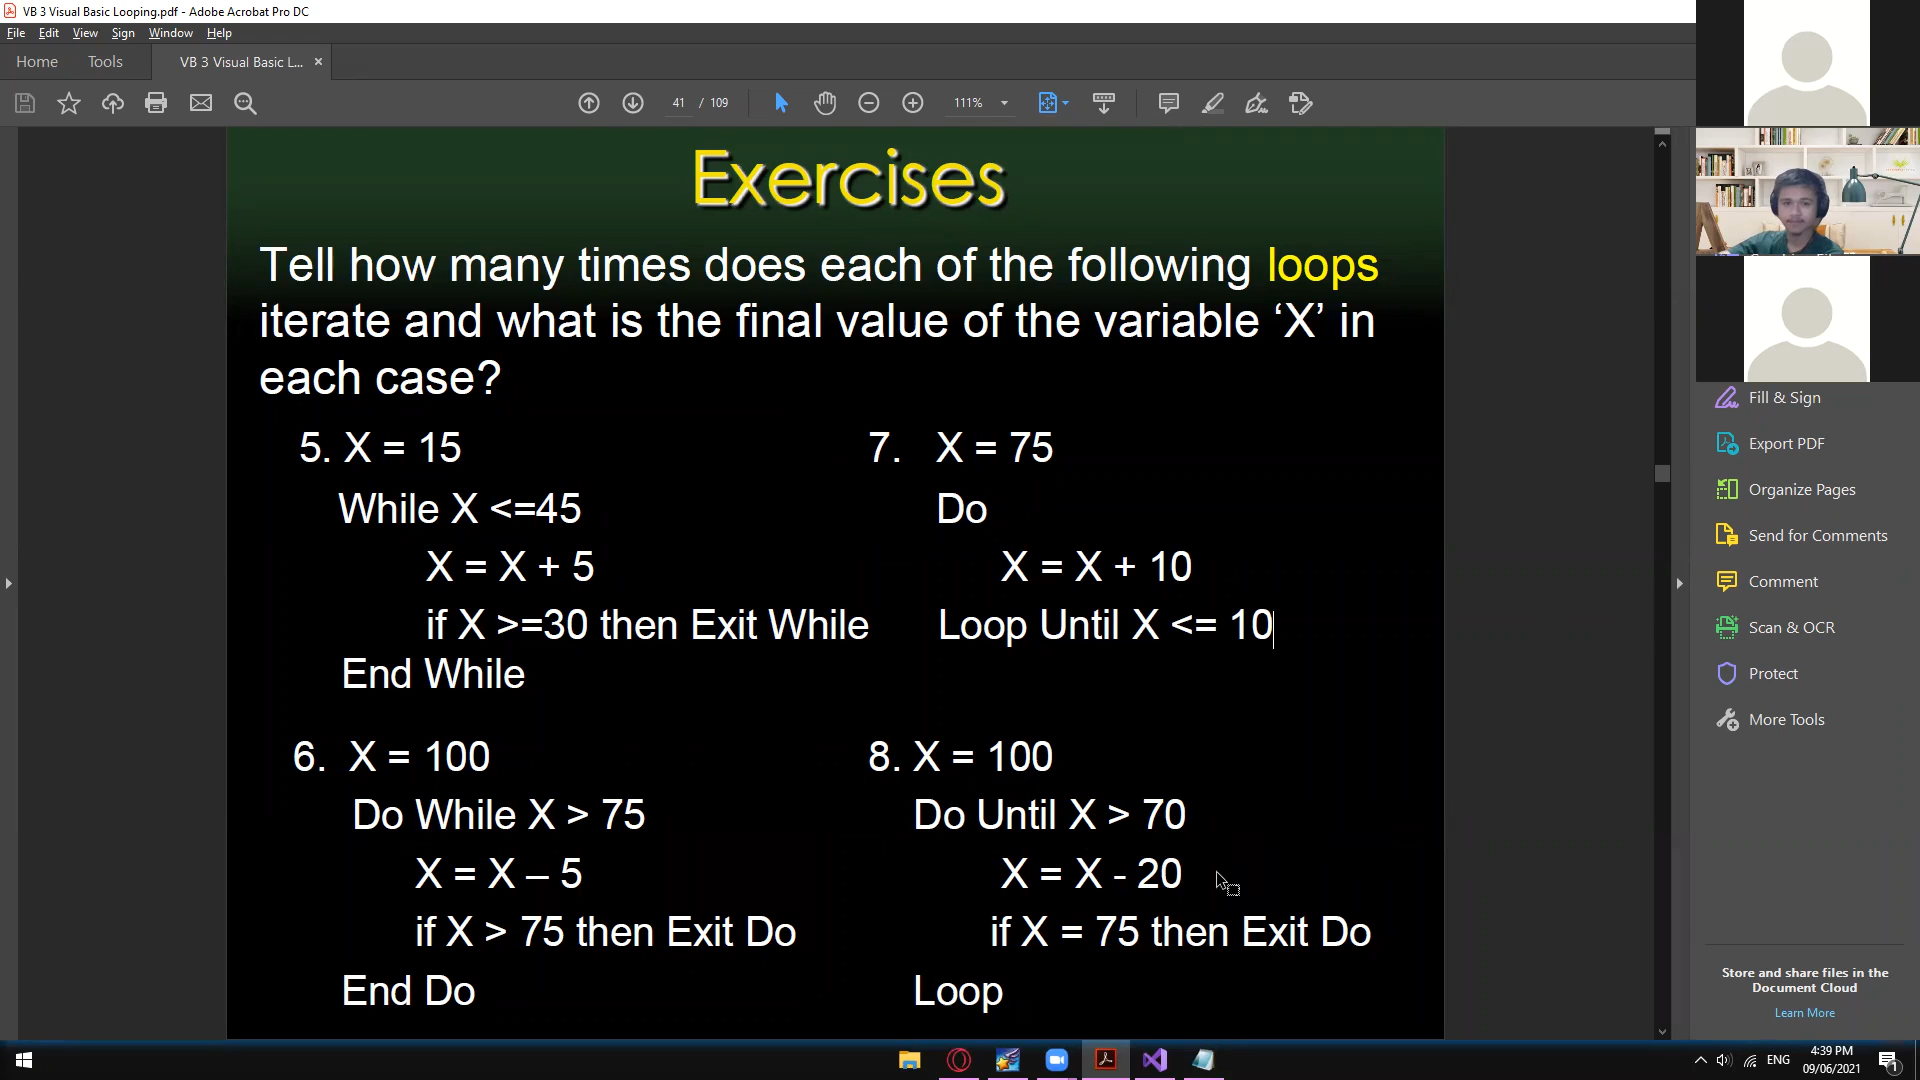 VB 3 Visual Basic Looping.pdf - Adobe Acrobat Pro DC
File Edit View Sign Window Help
Home Tools VB 3 Visual Basic L... ×
41 / 109 111%
Exercises
Tell how many times does each of the following loops
iterate and what is the final value of the variable ‘X’ in
each case?
5. X = 15
While X <=45
X = X + 5
if X >=30 then Exit While
End While
6. X = 100
Do While X > 75
X = X – 5
if X > 75 then Exit Do
End Do
7. X = 75
Do
X = X + 10
Loop Until X <= 10
8. X = 100
Do Until X > 70
X = X - 20
if X = 75 then Exit Do
Loop
Fill & Sign
Export PDF
Organize Pages
Send for Comments
Comment
Scan & OCR
Protect
More Tools
Store and share files in the
Document Cloud
Learn More
ENG
4:39 PM
09/06/2021
1